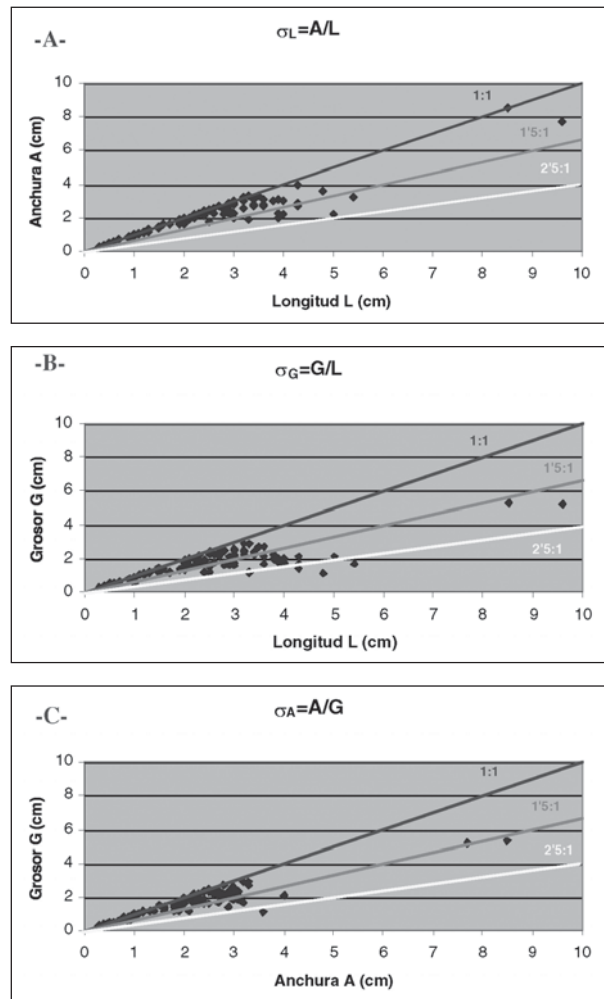 -A-
σL=A/L
Anchura A (cm)
10
8
6
4
2
0
1:1
1'5:1
2'5:1
0 1 2 3 4 5 6 7 8 9 10
Longitud L (cm)
-B-
σG=G/L
Grosor G (cm)
10
8
6
4
2
0
1:1
1'5:1
2'5:1
0 1 2 3 4 5 6 7 8 9 10
Longitud L (cm)
-C-
σA=A/G
Grosor G (cm)
10
8
6
4
2
0
1:1
1'5:1
2'5:1
0 1 2 3 4 5 6 7 8 9 10
Anchura A (cm)